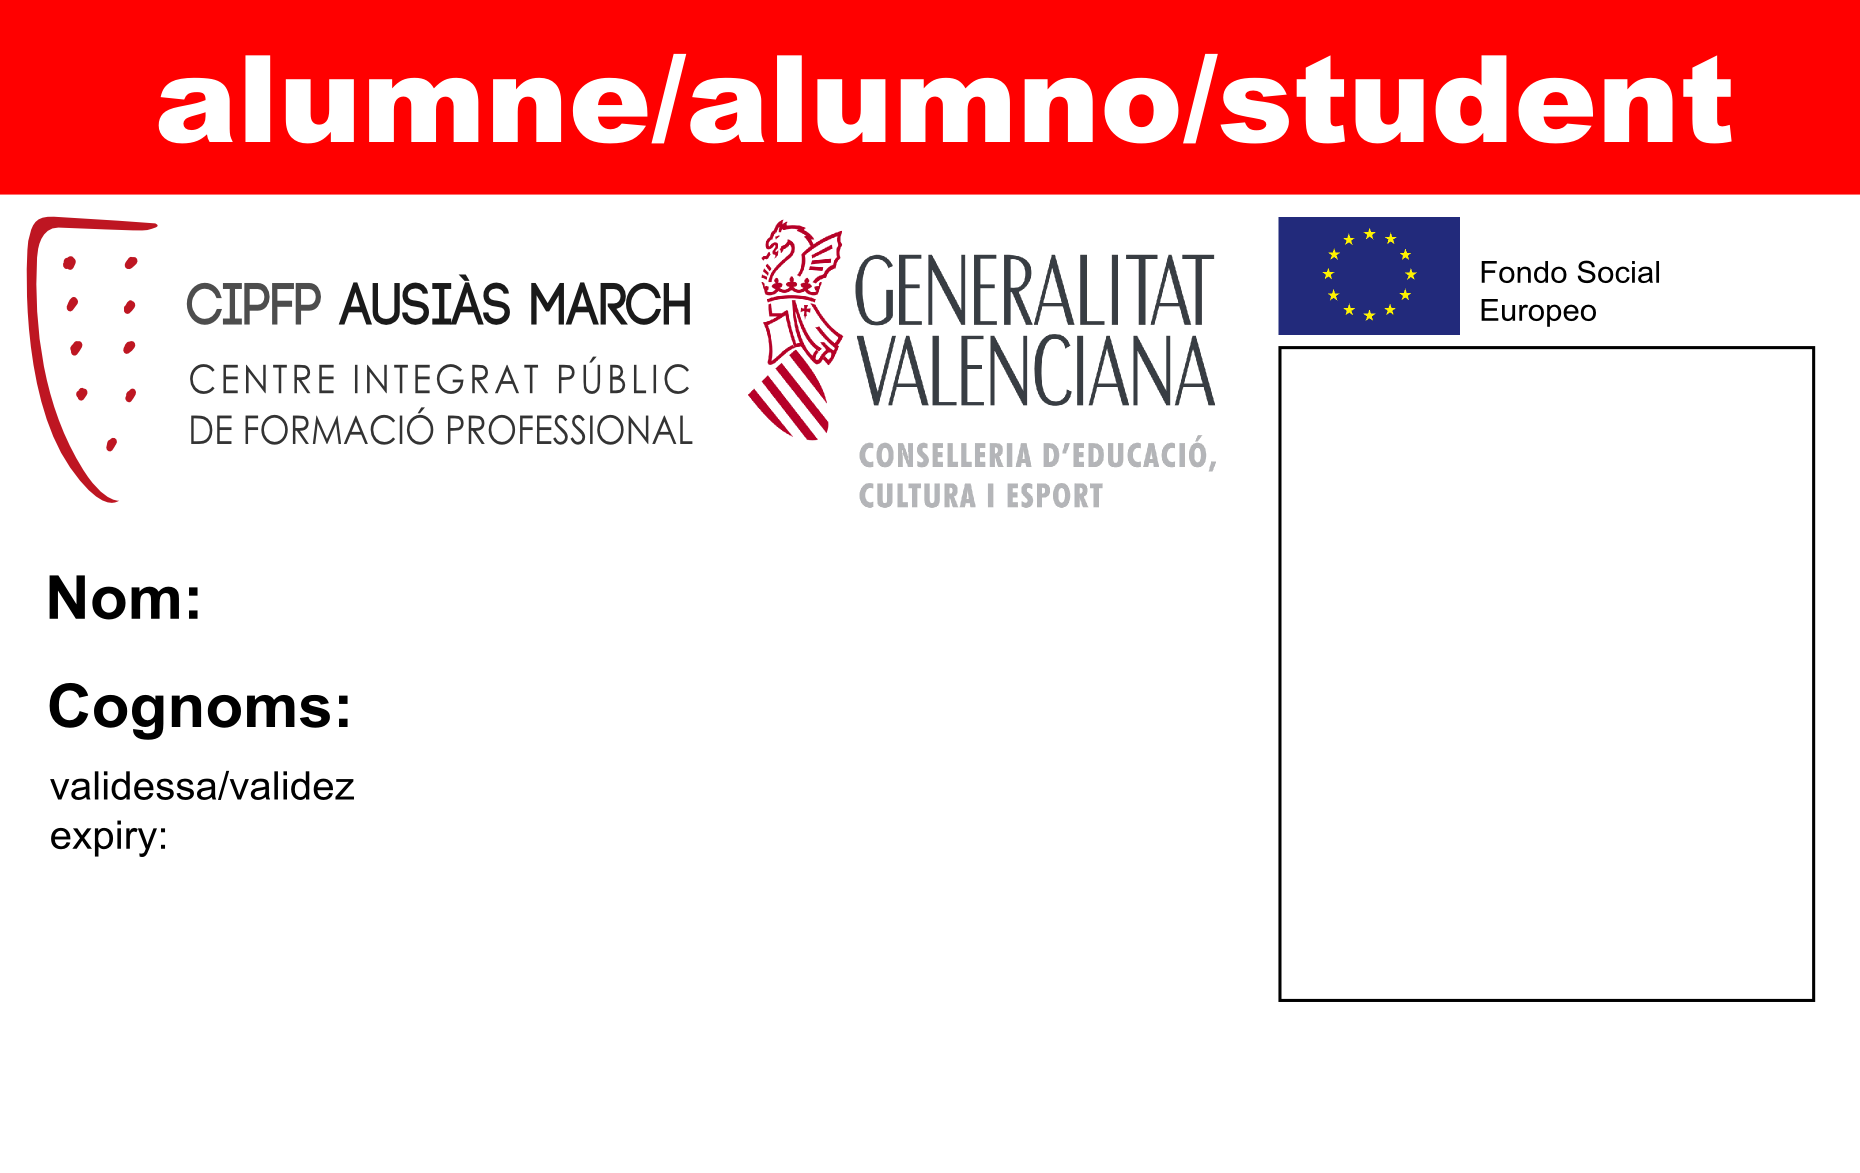 alumne/alumno/student
CIPFP AUSIÀS MARCH
CENTRE INTEGRAT PÚBLIC
DE FORMACIÓ PROFESSIONAL
GENERALITAT
VALENCIANA
CONSELLERIA D'EDUCACIÓ,
CULTURA I ESPORT
Fondo Social
Europeo
Nom:
Cognoms:
validessa/validez
expiry: